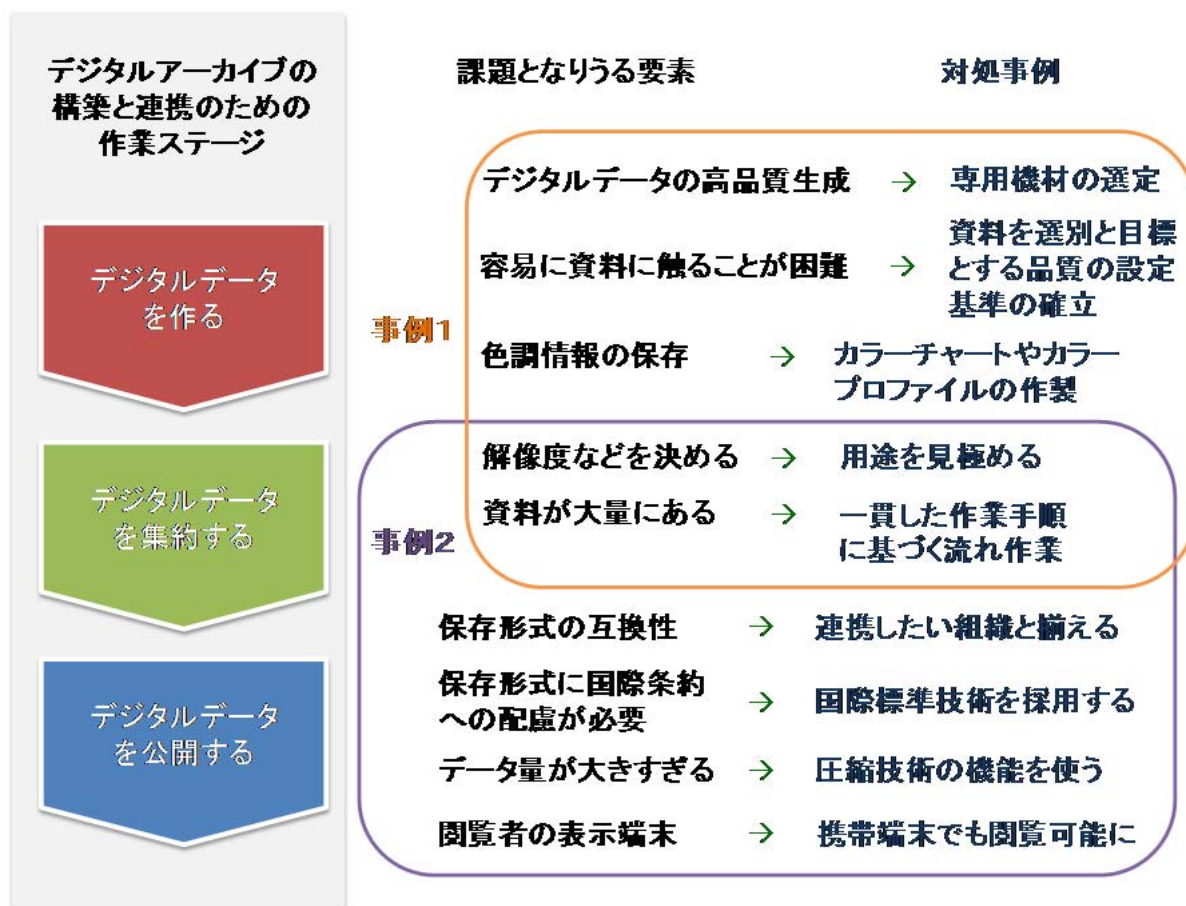 デジタルアーカイブの
構築と連携のための
作業ステージ
デジタルデータ
を作る
デジタルデータ
を集約する
デジタルデータ
を公開する
課題となりうる要素
対処事例
事例1
デジタルデータの高品質生成 → 専用機材の選定
容易に資料に触ることが困難 → 資料を選別と目標
とする品質の設定
基準の確立
色調情報の保存 → カラーチャートやカラー
プロファイルの作製
事例2
解像度などを決める → 用途を見極める
資料が大量にある → 一貫した作業手順
に基づく流れ作業
保存形式の互換性 → 連携したい組織と揃える
保存形式に国際条約
への配慮が必要 → 国際標準技術を採用する
データ量が大きすぎる → 圧縮技術の機能を使う
閲覧者の表示端末 → 携帯端末でも閲覧可能に